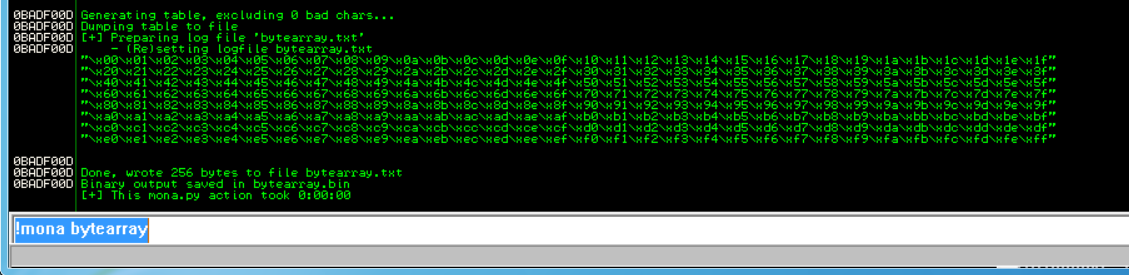 0BADF00D Generating table, excluding 0 bad chars...
0BADF00D Dumping table to file
0BADF00D [+] Preparing log file 'bytearray.txt'
0BADF00D     - (Re)setting logfile bytearray.txt
"\x00\x01\x02\x03\x04\x05\x06\x07\x08\x09\x0a\x0b\x0c\x0d\x0e\x0f\x10\x11\x12\x13\x14\x15\x16\x17\x18\x19\x1a\x1b\x1c\x1d\x1e\x1f"
"\x20\x21\x22\x23\x24\x25\x26\x27\x28\x29\x2a\x2b\x2c\x2d\x2e\x2f\x30\x31\x32\x33\x34\x35\x36\x37\x38\x39\x3a\x3b\x3c\x3d\x3e\x3f"
"\x40\x41\x42\x43\x44\x45\x46\x47\x48\x49\x4a\x4b\x4c\x4d\x4e\x4f\x50\x51\x52\x53\x54\x55\x56\x57\x58\x59\x5a\x5b\x5c\x5d\x5e\x5f"
"\x60\x61\x62\x63\x64\x65\x66\x67\x68\x69\x6a\x6b\x6c\x6d\x6e\x6f\x70\x71\x72\x73\x74\x75\x76\x77\x78\x79\x7a\x7b\x7c\x7d\x7e\x7f"
"\x80\x81\x82\x83\x84\x85\x86\x87\x88\x89\x8a\x8b\x8c\x8d\x8e\x8f\x90\x91\x92\x93\x94\x95\x96\x97\x98\x99\x9a\x9b\x9c\x9d\x9e\x9f"
"\xa0\xa1\xa2\xa3\xa4\xa5\xa6\xa7\xa8\xa9\xaa\xab\xac\xad\xae\xaf\xb0\xb1\xb2\xb3\xb4\xb5\xb6\xb7\xb8\xb9\xba\xbb\xbc\xbd\xbe\xbf"
"\xc0\xc1\xc2\xc3\xc4\xc5\xc6\xc7\xc8\xc9\xca\xcb\xcc\xcd\xce\xcf\xd0\xd1\xd2\xd3\xd4\xd5\xd6\xd7\xd8\xd9\xda\xdb\xdc\xdd\xde\xdf"
"\xe0\xe1\xe2\xe3\xe4\xe5\xe6\xe7\xe8\xe9\xea\xeb\xec\xed\xee\xef\xf0\xf1\xf2\xf3\xf4\xf5\xf6\xf7\xf8\xf9\xfa\xfb\xfc\xfd\xfe\xff"
0BADF00D
0BADF00D Done, wrote 256 bytes to file bytearray.txt
0BADF00D Binary output saved in bytearray.bin
[+] This mona.py action took 0:00:00
!mona bytearray